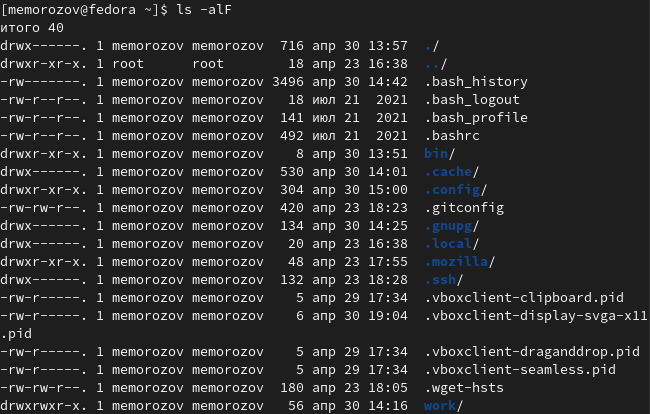 [memorozov@fedora ~]$ ls -alF
итого 40
drwx------. 1 memorozov memorozov  716 апр 30 13:57  ./
drwxr-xr-x. 1 root      root        18 апр 23 16:38  ../
-rw-------. 1 memorozov memorozov 3496 апр 30 14:42  .bash_history
-rw-r--r--. 1 memorozov memorozov   18 июл 21  2021  .bash_logout
-rw-r--r--. 1 memorozov memorozov  141 июл 21  2021  .bash_profile
-rw-r--r--. 1 memorozov memorozov  492 июл 21  2021  .bashrc
drwxr-xr-x. 1 memorozov memorozov    8 апр 30 13:51  bin/
drwx------. 1 memorozov memorozov  530 апр 30 14:01  .cache/
drwxr-xr-x. 1 memorozov memorozov  304 апр 30 15:00  .config/
-rw-rw-r--. 1 memorozov memorozov  420 апр 23 18:23  .gitconfig
drwx------. 1 memorozov memorozov  134 апр 30 14:25  .gnupg/
drwx------. 1 memorozov memorozov   20 апр 23 16:38  .local/
drwxr-xr-x. 1 memorozov memorozov   48 апр 23 17:55  .mozilla/
drwx------. 1 memorozov memorozov  132 апр 23 18:28  .ssh/
-rw-r-----. 1 memorozov memorozov    5 апр 29 17:34  .vboxclient-clipboard.pid
-rw-r-----. 1 memorozov memorozov    6 апр 30 19:04  .vboxclient-display-svga-x11
.pid
-rw-r-----. 1 memorozov memorozov    5 апр 29 17:34  .vboxclient-draganddrop.pid
-rw-r-----. 1 memorozov memorozov    5 апр 29 17:34  .vboxclient-seamless.pid
-rw-rw-r--. 1 memorozov memorozov  180 апр 23 18:05  .wget-hsts
drwxrwxr-x. 1 memorozov memorozov   56 апр 30 14:16  work/